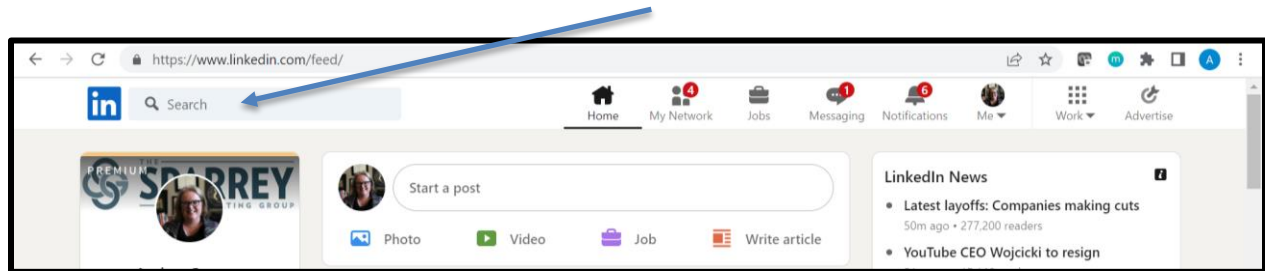 https://www.linkedin.com/feed/
m
A
in
Search
4
1
6
Home
My Network
Jobs
Messaging
Notifications
Me
Work
Advertise
PREMIUM
THE
SPARREY
TING GROUP
Start a post
Photo
Video
Job
Write article
LinkedIn News
Latest layoffs: Companies making cuts
50m ago • 277,200 readers
YouTube CEO Wojcicki to resign